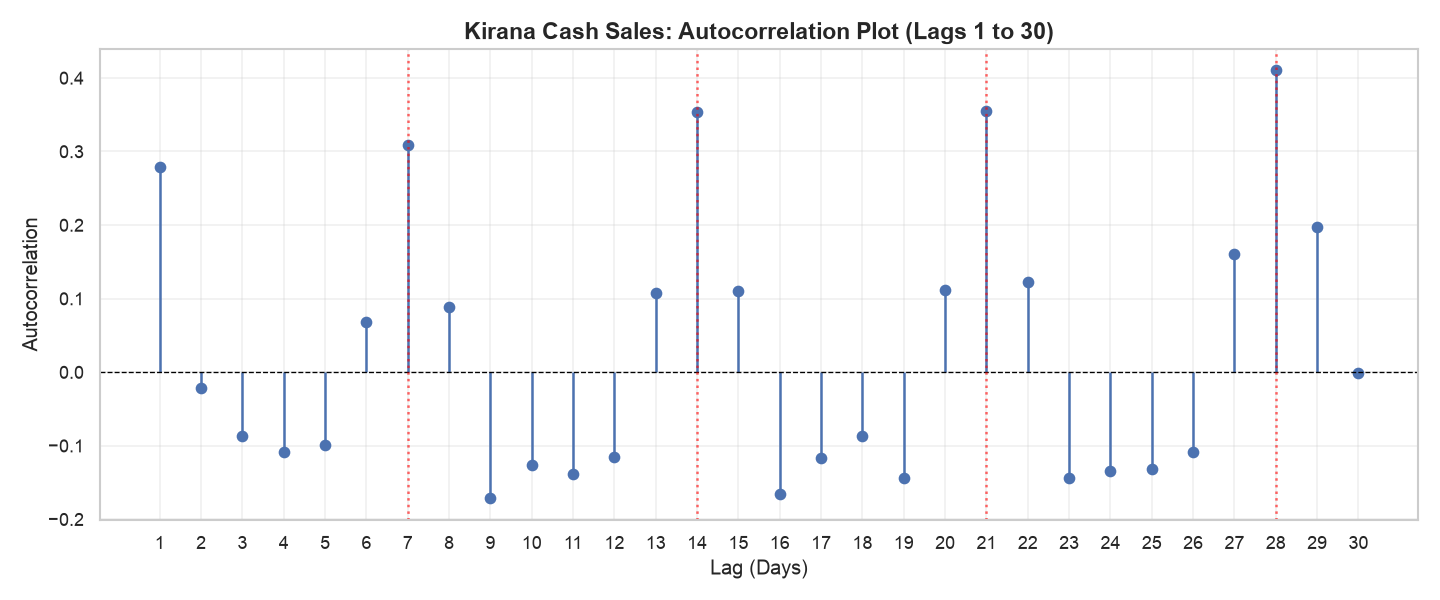 Kirana Cash Sales: Autocorrelation Plot (Lags 1 to 30)
Autocorrelation
0.4
0.3
0.2
0.1
0.0
−0.1
−0.2
1 2 3 4 5 6 7 8 9 10 11 12 13 14 15 16 17 18 19 20 21 22 23 24 25 26 27 28 29 30
Lag (Days)